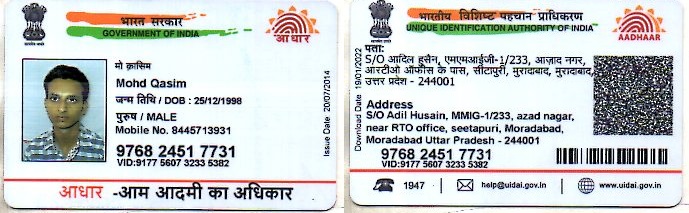 भारत सरकार
GOVERNMENT OF INDIA
आधार
मो क़ासिम
Mohd Qasim
जन्म तिथि / DOB : 25/12/1998
पुरुष / MALE
Mobile No. 8445713931
Issue Date: 20/07/2014
9768 2451 7731
VID:9177 5607 3233 5382
आधार -आम आदमी का अधिकार
भारतीय विशिष्ट पहचान प्राधिकरण
UNIQUE IDENTIFICATION AUTHORITY OF INDIA
AADHAAR
Download Date: 19/01/2022
पता:
S/O आदिल हुसैन, एमएमआईजी-1/233, आज़ाद नगर,
आरटीओ ऑफीस के पास, सीटापुरी, मुरादाबाद, मुरादाबाद,
उत्तर प्रदेश - 244001
Address
S/O Adil Husain, MMIG-1/233, azad nagar,
near RTO office, seetapuri, Moradabad,
Moradabad Uttar Pradesh - 244001
9768 2451 7731
VID:9177 5607 3233 5382
1947
help@uidai.gov.in
www.uidai.gov.in